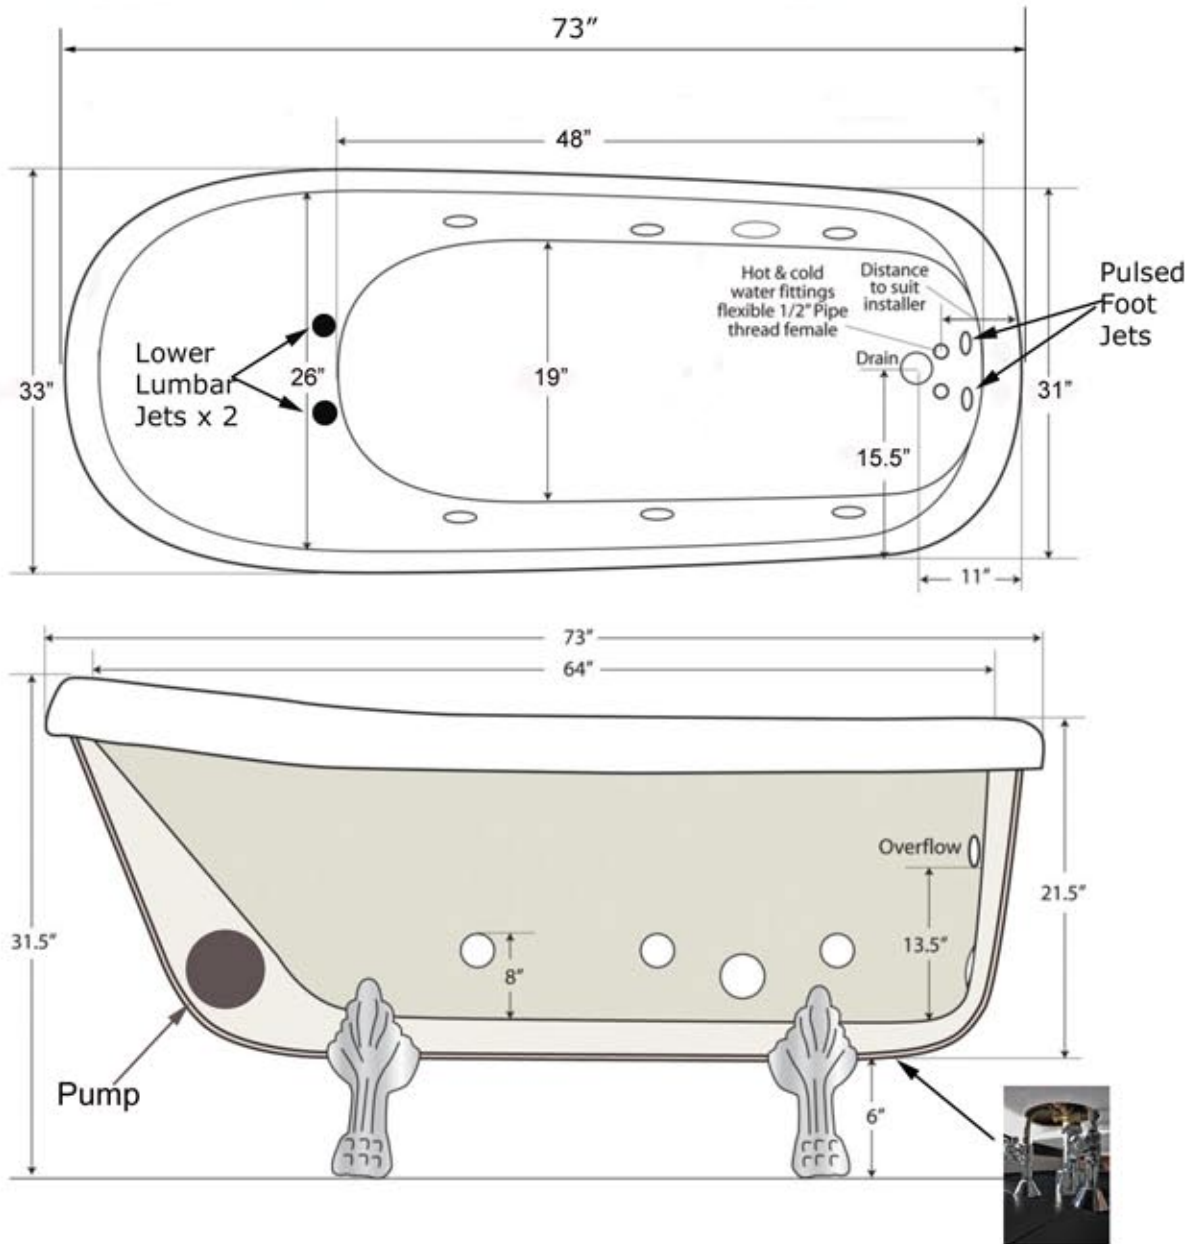 73”
48”
Hot & cold
water fittings
flexible 1/2” Pipe
thread female
Distance
to suit
installer
Pulsed
Foot
Jets
Lower
Lumbar
Jets x 2
33”
26”
19”
Drain
31”
15.5”
11”
73”
64”
Overflow
21.5”
31.5”
13.5”
8”
Pump
6”